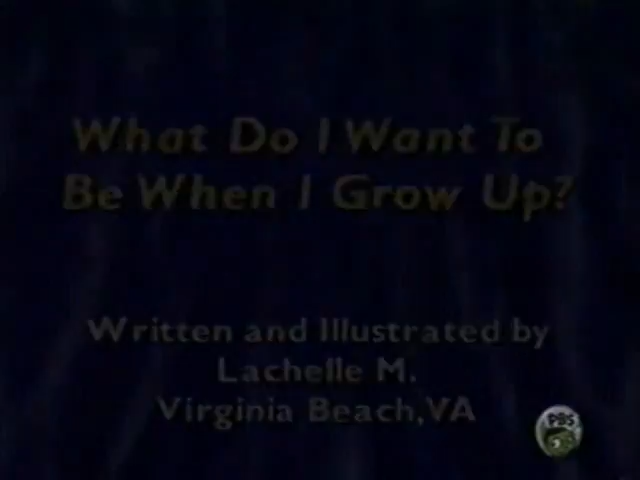 What Do I Want To
Be When I Grow Up?
Written and Illustrated by
Lachelle M.
Virginia Beach, VA
PBS